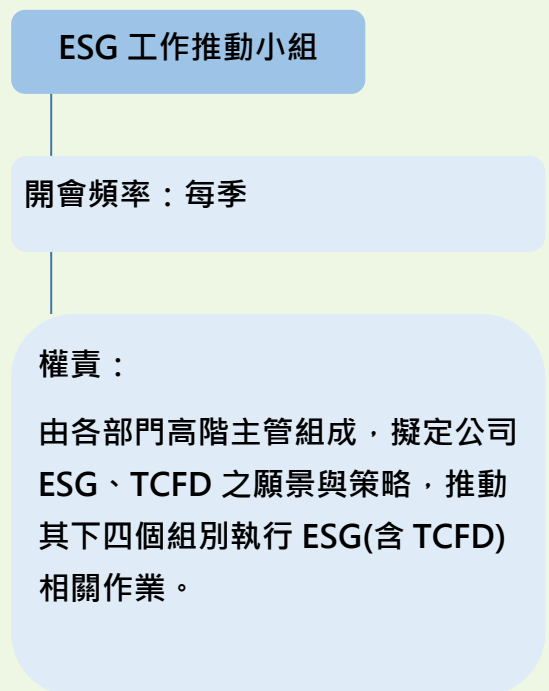 ESG 工作推動小組
開會頻率：每季
權責：
由各部門高階主管組成，擬定公司
ESG、TCFD 之願景與策略，推動
其下四個組別執行 ESG(含 TCFD)
相關作業。